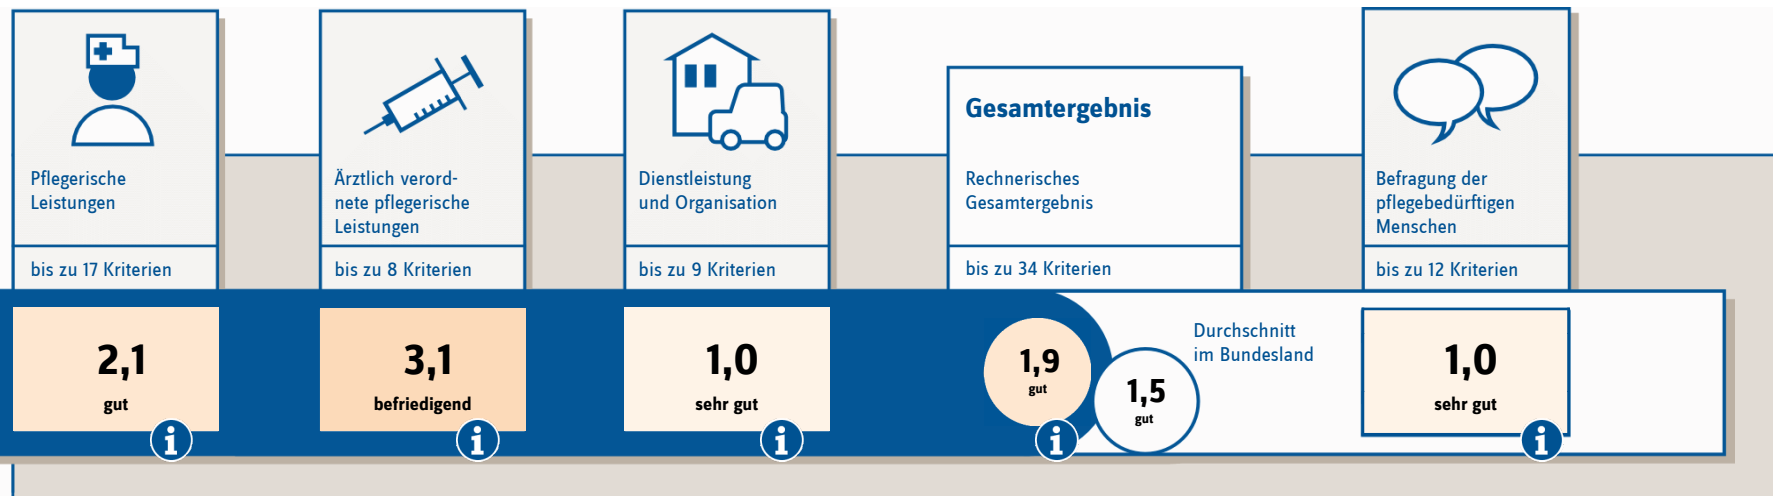 Pflegerische
Leistungen
bis zu 17 Kriterien
2,1
gut
i
Ärztlich verord-
nete pflegerische
Leistungen
bis zu 8 Kriterien
3,1
befriedigend
i
Dienstleistung
und Organisation
bis zu 9 Kriterien
1,0
sehr gut
i
Gesamtergebnis
Rechnerisches
Gesamtergebnis
bis zu 34 Kriterien
1,9
gut
i
1,5
gut
Durchschnitt
im Bundesland
Befragung der
pflegebedürftigen
Menschen
bis zu 12 Kriterien
1,0
sehr gut
i